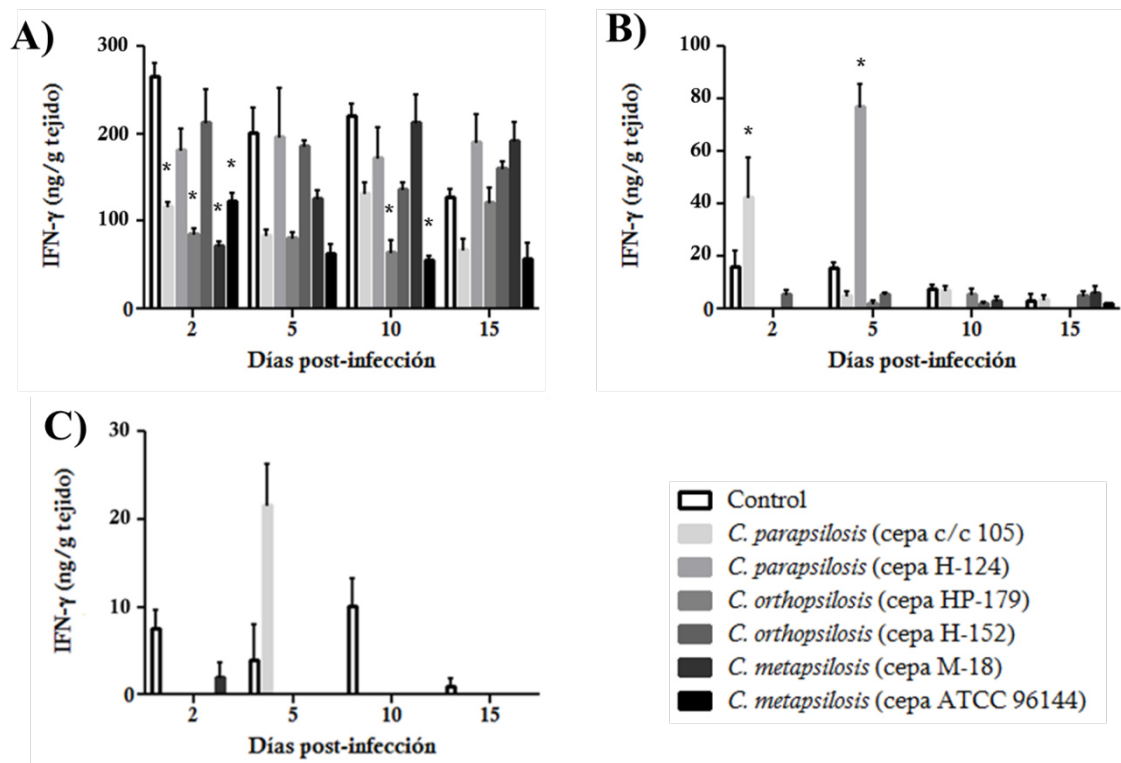 A)
IFN-γ (ng/g tejido)
300
200
100
0
*
*
*
*
*
*
2
5
10
15
Días post-infección
B)
IFN-γ (ng/g tejido)
100
80
60
40
20
0
*
*
2
5
10
15
Días post-infección
C)
IFN-γ (ng/g tejido)
30
20
10
0
2
5
10
15
Días post-infección
Control
C. parapsilosis (cepa c/c 105)
C. parapsilosis (cepa H-124)
C. orthopsilosis (cepa HP-179)
C. orthopsilosis (cepa H-152)
C. metapsilosis (cepa M-18)
C. metapsilosis (cepa ATCC 96144)